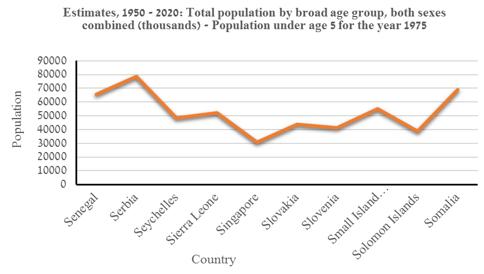 Estimates, 1950 - 2020: Total population by broad age group, both sexes
combined (thousands) - Population under age 5 for the year 1975
90000
80000
70000
60000
50000
40000
30000
20000
10000
0
Population
Senegal
Serbia
Seychelles
Sierra Leone
Singapore
Slovakia
Slovenia
Small Island…
Solomon Islands
Somalia
Country